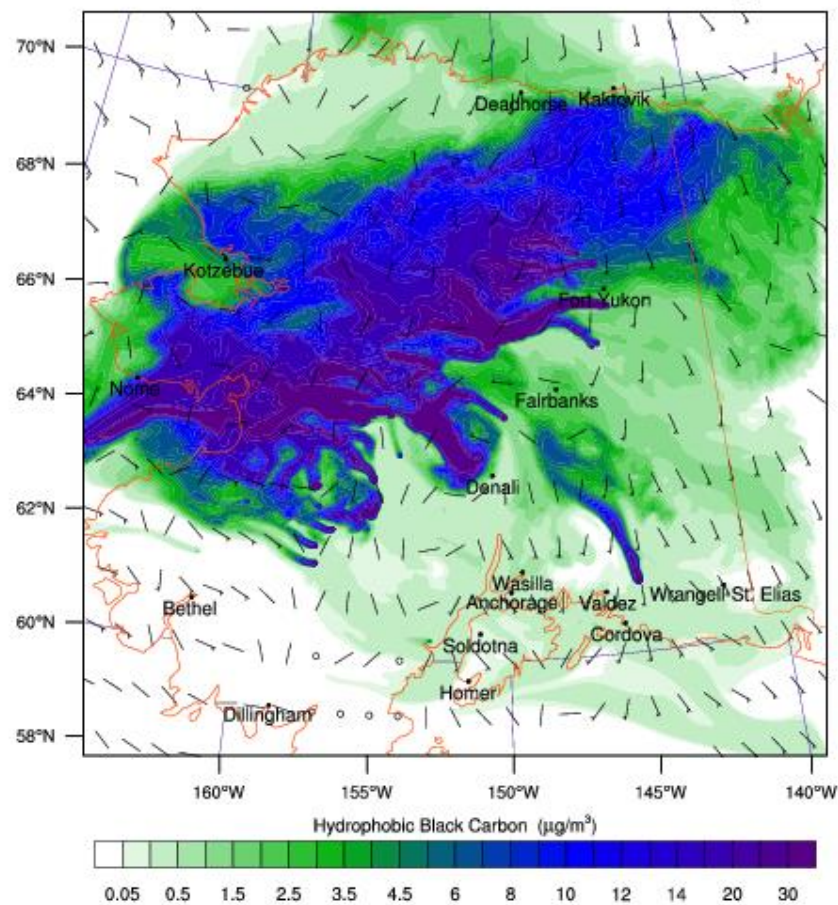 70°N
Deadhorse
Kaktovik
68°N
Kotzebue
66°N
Fort Yukon
64°N
Nome
Fairbanks
Denali
62°N
Wasilla
Wrangell-St. Elias
Bethel
Anchorage
Valdez
60°N
Cordova
Soldotna
Homer
Dillingham
58°N
160°W 155°W 150°W 145°W 140°W
Hydrophobic Black Carbon (μg/m³)
0.05 0.5 1.5 2.5 3.5 4.5 6 8 10 12 14 20 30